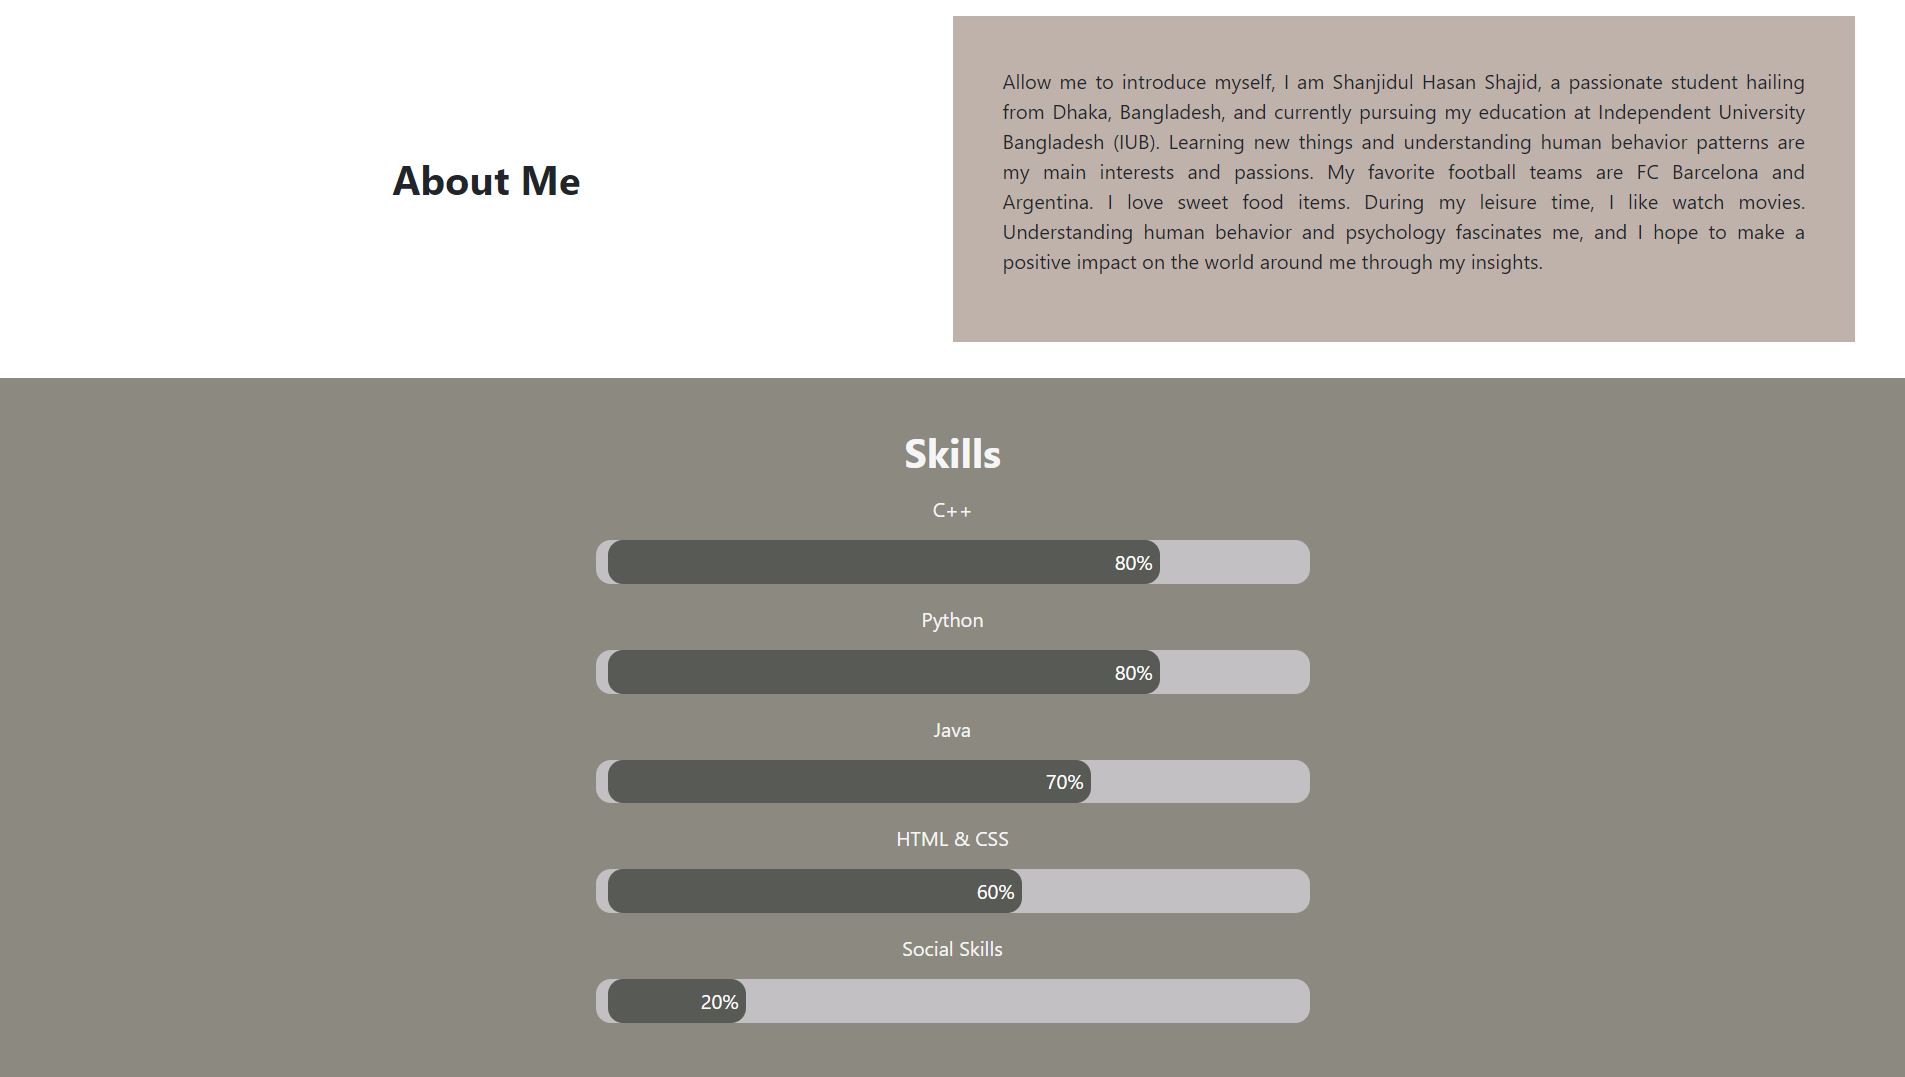 About Me
Allow me to introduce myself, I am Shanjidul Hasan Shajid, a passionate student hailing
from Dhaka, Bangladesh, and currently pursuing my education at Independent University
Bangladesh (IUB). Learning new things and understanding human behavior patterns are
my main interests and passions. My favorite football teams are FC Barcelona and
Argentina. I love sweet food items. During my leisure time, I like watch movies.
Understanding human behavior and psychology fascinates me, and I hope to make a
positive impact on the world around me through my insights.
Skills
C++
80%
Python
80%
Java
70%
HTML & CSS
60%
Social Skills
20%